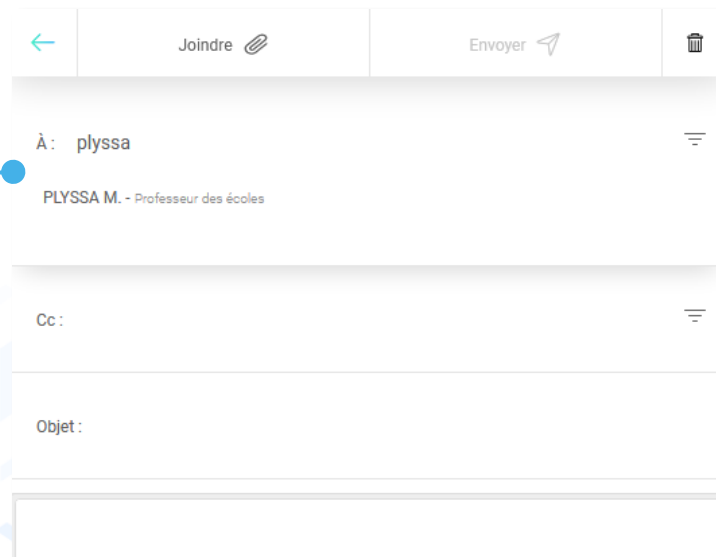 Joindre Envoyer
À : plyssa
PLYSSA M. - Professeur des écoles
Cc :
Objet :